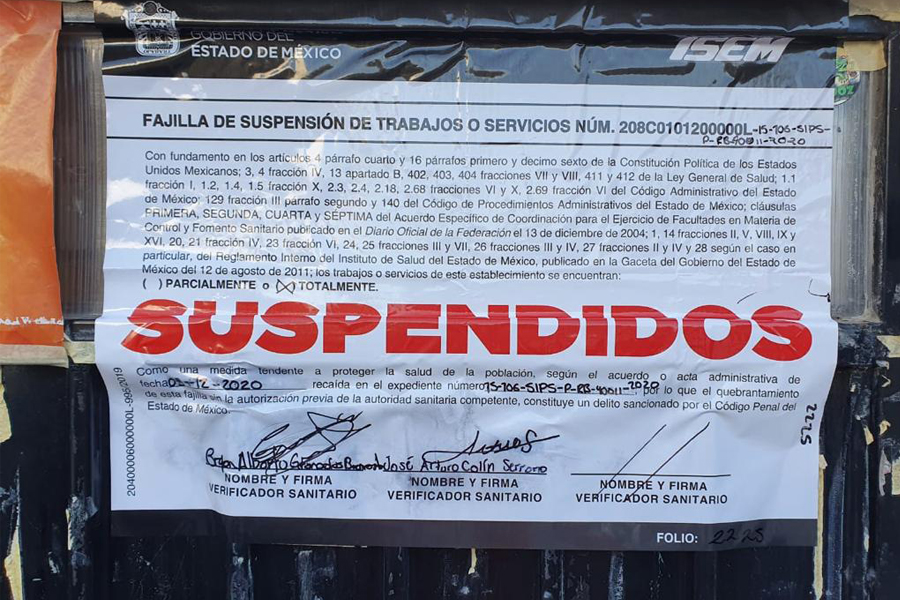 GOBIERNO DEL
ESTADO DE MÉXICO
ISEM
FAJILLA DE SUSPENSIÓN DE TRABAJOS O SERVICIOS NÚM. 208C0101200000L-15-106-SIPS-
P-RB-40011-2020
Con fundamento en los artículos 4 párrafo cuarto y 16 párrafos primero y decimo sexto de la Constitución Política de los Estados
Unidos Mexicanos; 3, 4 fracción IV, 13 apartado B, 402, 403, 404 fracciones VII y VIII, 411 y 412 de la Ley General de Salud; 1.1
fracción I, 1.2, 1.4, 1.5 fracción X, 2.3, 2.4, 2.18, 2.68 fracciones VI y X, 2.69 fracción VI del Código Administrativo del Estado
de México; 129 fracción III párrafo segundo y 140 del Código de Procedimientos Administrativos del Estado de México; cláusulas
PRIMERA, SEGUNDA, CUARTA y SÉPTIMA del Acuerdo Específico de Coordinación para el Ejercicio de Facultades en Materia de
Control y Fomento Sanitario publicado en el Diario Oficial de la Federación el 13 de diciembre de 2004; 1, 14 fracciones II, V, VIII, IX y
XVI, 20, 21 fracción IV, 23 fracción VI, 24, 25 fracciones III y VII, 26 fracciones III y IV, 27 fracciones II y IV y 28 según el caso en
particular, del Reglamento Interno del Instituto de Salud del Estado de México, publicado en la Gaceta del Gobierno del Estado de
México del 12 de agosto de 2011; los trabajos o servicios de este establecimiento se encuentran:
( ) PARCIALMENTE o (X) TOTALMENTE.
SUSPENDIDOS
Como una medida tendente a proteger la salud de la población, según el acuerdo o acta administrativa de
fecha 02-12-2020 recaída en el expediente número 15-106-SIPS-P-RB-40011-2020, por lo que el quebrantamiento
de esta fajilla sin la autorización previa de la autoridad sanitaria competente, constituye un delito sancionado por el Código Penal del
Estado de México.
2225
Alberto Granados José Arturo Colín Serrano
NOMBRE Y FIRMA NOMBRE Y FIRMA NOMBRE Y FIRMA
VERIFICADOR SANITARIO VERIFICADOR SANITARIO VERIFICADOR SANITARIO
FOLIO: 2225